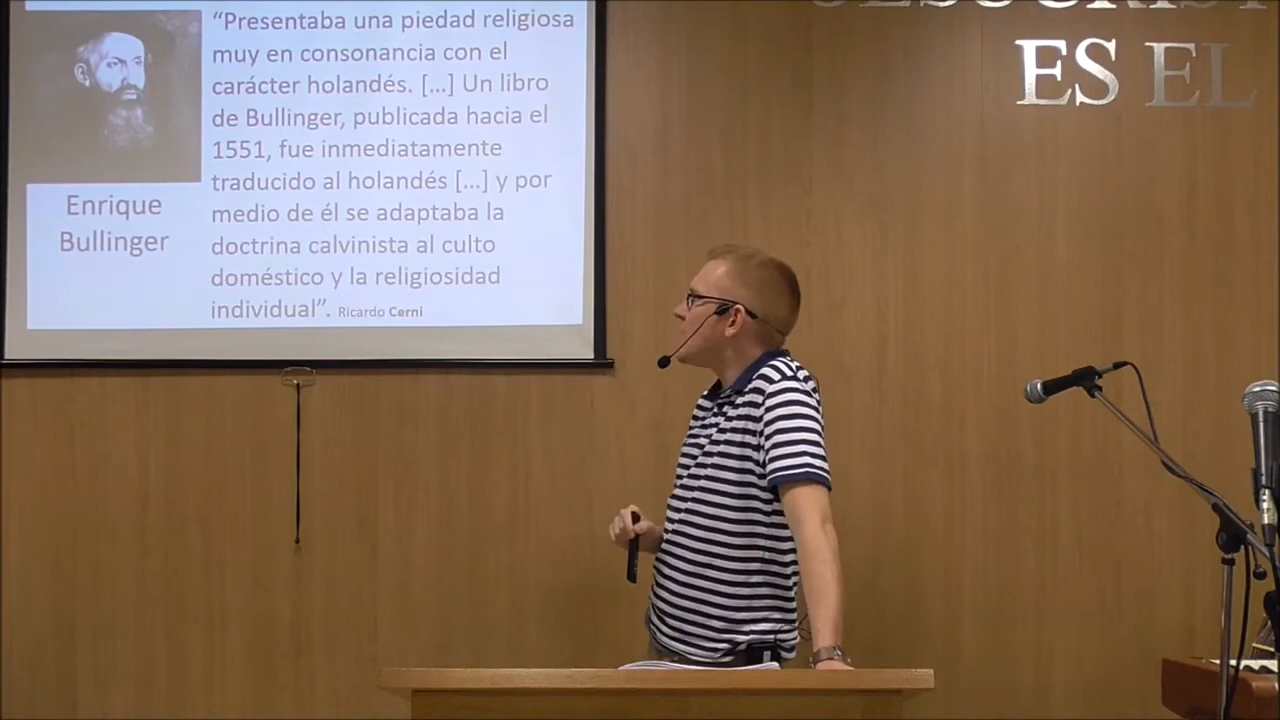 “Presentaba una piedad religiosa
muy en consonancia con el
carácter holandés. [...] Un libro
de Bullinger, publicada hacia el
1551, fue inmediatamente
traducido al holandés [...] y por
medio de él se adaptaba la
doctrina calvinista al culto
doméstico y la religiosidad
individual”. Ricardo Cerni
Enrique
Bullinger
ES EL